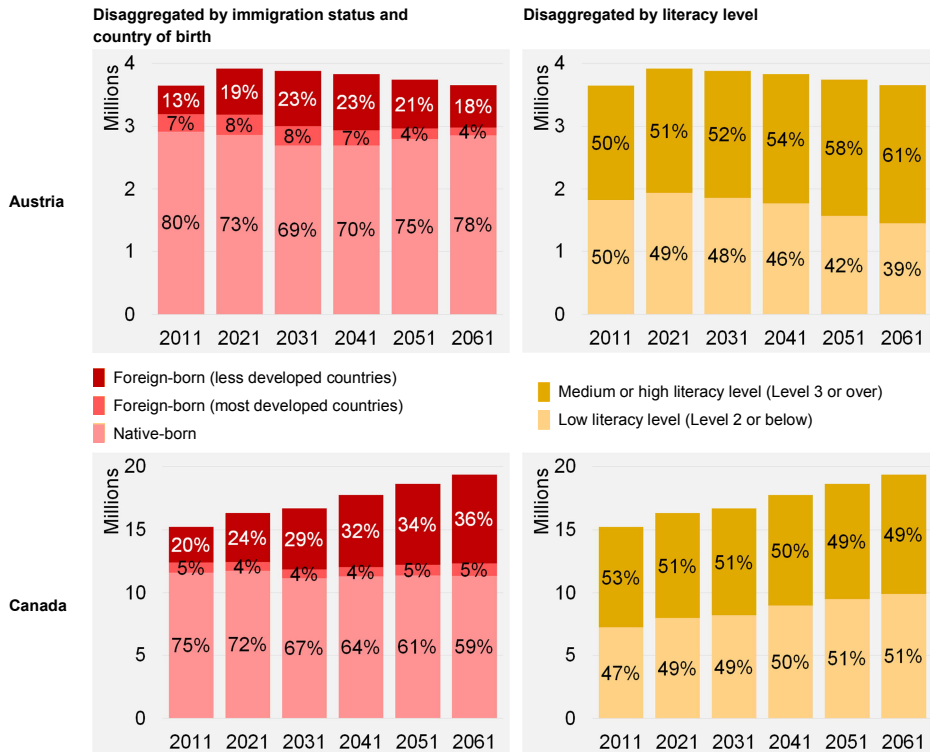 Disaggregated by immigration status and
country of birth
Disaggregated by literacy level
Austria
Millions
4
3
2
1
0
13% 19% 23% 23% 21% 18%
7% 8% 8% 7% 4% 4%
80% 73% 69% 70% 75% 78%
2011 2021 2031 2041 2051 2061
Millions
4
3
2
1
0
50% 51% 52% 54% 58% 61%
50% 49% 48% 46% 42% 39%
2011 2021 2031 2041 2051 2061
Foreign-born (less developed countries)
Foreign-born (most developed countries)
Native-born
Medium or high literacy level (Level 3 or over)
Low literacy level (Level 2 or below)
Canada
Millions
20
15
10
5
0
20% 24% 29% 32% 34% 36%
5% 4% 4% 4% 5% 5%
75% 72% 67% 64% 61% 59%
2011 2021 2031 2041 2051 2061
Millions
20
15
10
5
0
53% 51% 51% 50% 49% 49%
47% 49% 49% 50% 51% 51%
2011 2021 2031 2041 2051 2061